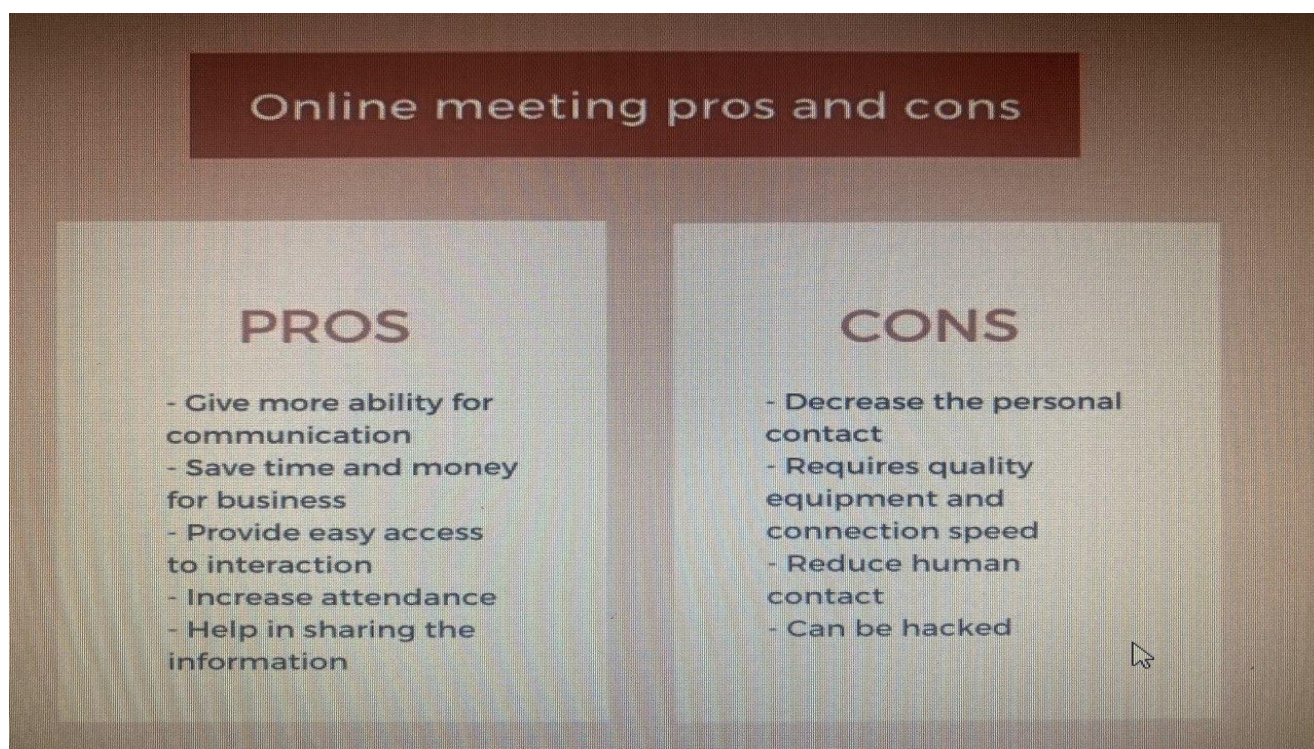 Online meeting pros and cons
PROS
- Give more ability for
communication
- Save time and money
for business
- Provide easy access
to interaction
- Increase attendance
- Help in sharing the
information
CONS
- Decrease the personal
contact
- Requires quality
equipment and
connection speed
- Reduce human
contact
- Can be hacked